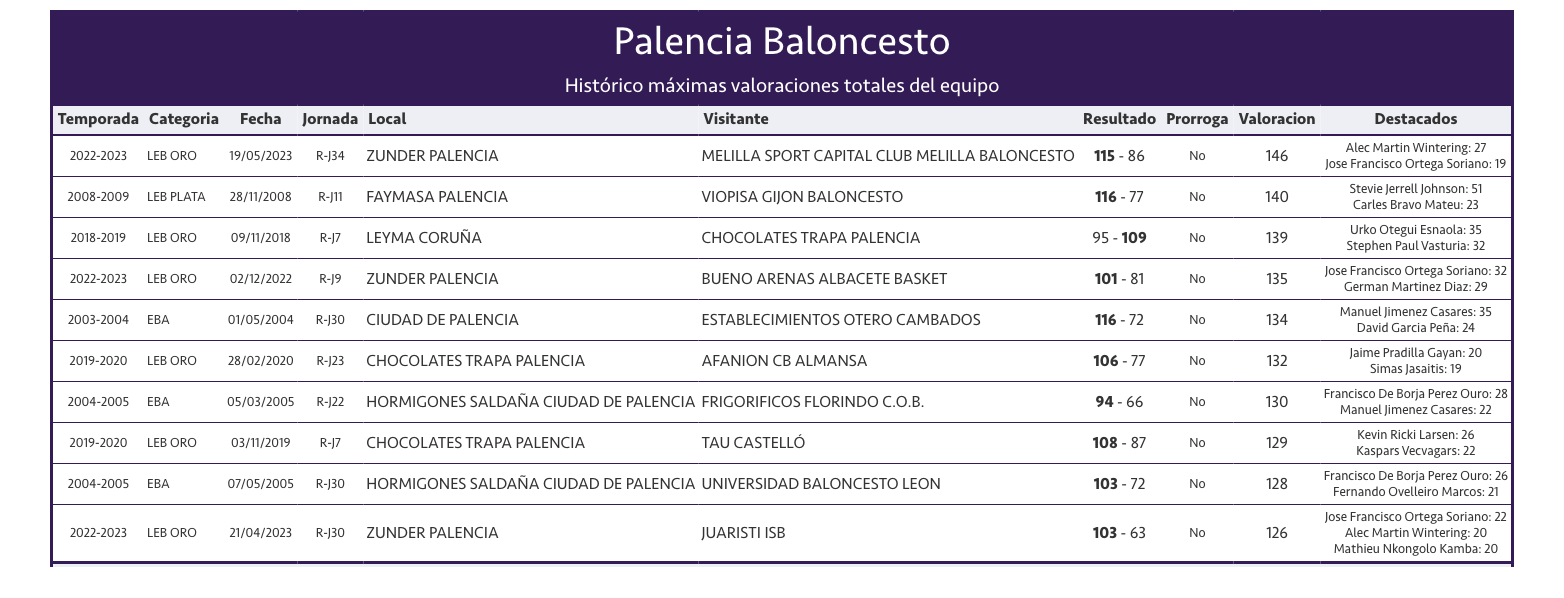 Palencia Baloncesto
Histórico máximas valoraciones totales del equipo
Temporada Categoria Fecha Jornada Local Visitante Resultado Prorroga Valoracion Destacados
2022-2023 LEB ORO 19/05/2023 R-J34 ZUNDER PALENCIA MELILLA SPORT CAPITAL CLUB MELILLA BALONCESTO 115 - 86 No 146 Alec Martin Wintering: 27
Jose Francisco Ortega Soriano: 19
2008-2009 LEB PLATA 28/11/2008 R-J11 FAYMASA PALENCIA VIOPISA GIJON BALONCESTO 116 - 77 No 140 Stevie Jerrell Johnson: 51
Carles Bravo Mateu: 23
2018-2019 LEB ORO 09/11/2018 R-J7 LEYMA CORUÑA CHOCOLATES TRAPA PALENCIA 95 - 109 No 139 Urko Otegui Esnaola: 35
Stephen Paul Vasturia: 32
2022-2023 LEB ORO 02/12/2022 R-J9 ZUNDER PALENCIA BUENO ARENAS ALBACETE BASKET 101 - 81 No 135 Jose Francisco Ortega Soriano: 32
German Martinez Diaz: 29
2003-2004 EBA 01/05/2004 R-J30 CIUDAD DE PALENCIA ESTABLECIMIENTOS OTERO CAMBADOS 116 - 72 No 134 Manuel Jimenez Casares: 35
David Garcia Peña: 24
2019-2020 LEB ORO 28/02/2020 R-J23 CHOCOLATES TRAPA PALENCIA AFANION CB ALMANSA 106 - 77 No 132 Jaime Pradilla Gayan: 20
Simas Jasaitis: 19
2004-2005 EBA 05/03/2005 R-J22 HORMIGONES SALDAÑA CIUDAD DE PALENCIA FRIGORIFICOS FLORINDO C.O.B. 94 - 66 No 130 Francisco De Borja Perez Ouro: 28
Manuel Jimenez Casares: 22
2019-2020 LEB ORO 03/11/2019 R-J7 CHOCOLATES TRAPA PALENCIA TAU CASTELLÓ 108 - 87 No 129 Kevin Ricki Larsen: 26
Kaspars Vecvagars: 22
2004-2005 EBA 07/05/2005 R-J30 HORMIGONES SALDAÑA CIUDAD DE PALENCIA UNIVERSIDAD BALONCESTO LEON 103 - 72 No 128 Francisco De Borja Perez Ouro: 26
Fernando Ovelleiro Marcos: 21
2022-2023 LEB ORO 21/04/2023 R-J30 ZUNDER PALENCIA JUARISTI ISB 103 - 63 No 126 Jose Francisco Ortega Soriano: 22
Alec Martin Wintering: 20
Mathieu Nkongolo Kamba: 20